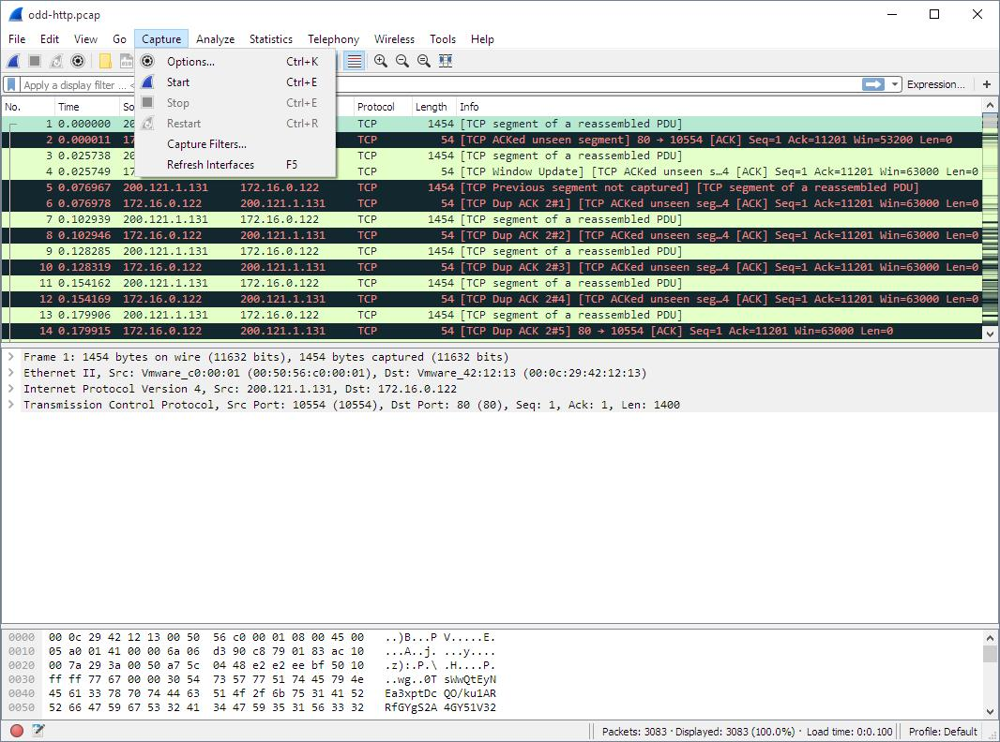 odd-http.pcap
File Edit View Go Capture Analyze Statistics Telephony Wireless Tools Help
Options... Ctrl+K
Start Ctrl+E
Stop Ctrl+E
Restart Ctrl+R
Capture Filters...
Refresh Interfaces F5
Apply a display filter ... Expression... +
No. Time So Protocol Length Info
1 0.000000 20 TCP 1454 [TCP segment of a reassembled PDU]
2 0.000011 17 TCP 54 [TCP ACKed unseen segment] 80 → 10554 [ACK] Seq=1 Ack=11201 Win=53200 Len=0
3 0.025738 20 TCP 1454 [TCP segment of a reassembled PDU]
4 0.025749 17 TCP 54 [TCP Window Update] [TCP ACKed unseen s…4 [ACK] Seq=1 Ack=11201 Win=63000 Len=0
5 0.076967 200.121.1.131 172.16.0.122 TCP 1454 [TCP Previous segment not captured] [TCP segment of a reassembled PDU]
6 0.076978 172.16.0.122 200.121.1.131 TCP 54 [TCP Dup ACK 2#1] [TCP ACKed unseen seg…4 [ACK] Seq=1 Ack=11201 Win=63000 Len=0
7 0.102939 200.121.1.131 172.16.0.122 TCP 1454 [TCP segment of a reassembled PDU]
8 0.102946 172.16.0.122 200.121.1.131 TCP 54 [TCP Dup ACK 2#2] [TCP ACKed unseen seg…4 [ACK] Seq=1 Ack=11201 Win=63000 Len=0
9 0.128285 200.121.1.131 172.16.0.122 TCP 1454 [TCP segment of a reassembled PDU]
10 0.128319 172.16.0.122 200.121.1.131 TCP 54 [TCP Dup ACK 2#3] [TCP ACKed unseen seg…4 [ACK] Seq=1 Ack=11201 Win=63000 Len=0
11 0.154162 200.121.1.131 172.16.0.122 TCP 1454 [TCP segment of a reassembled PDU]
12 0.154169 172.16.0.122 200.121.1.131 TCP 54 [TCP Dup ACK 2#4] [TCP ACKed unseen seg…4 [ACK] Seq=1 Ack=11201 Win=63000 Len=0
13 0.179906 200.121.1.131 172.16.0.122 TCP 1454 [TCP segment of a reassembled PDU]
14 0.179915 172.16.0.122 200.121.1.131 TCP 54 [TCP Dup ACK 2#5] 80 → 10554 [ACK] Seq=1 Ack=11201 Win=63000 Len=0
Frame 1: 1454 bytes on wire (11632 bits), 1454 bytes captured (11632 bits)
Ethernet II, Src: Vmware_c0:00:01 (00:50:56:c0:00:01), Dst: Vmware_42:12:13 (00:0c:29:42:12:13)
Internet Protocol Version 4, Src: 200.121.1.131, Dst: 172.16.0.122
Transmission Control Protocol, Src Port: 10554 (10554), Dst Port: 80 (80), Seq: 1, Ack: 1, Len: 1400
0000 00 0c 29 42 12 13 00 50 56 c0 00 01 08 00 45 00 ..)B...P V.....E.
0010 05 a0 01 41 00 00 6a 06 d3 90 c8 79 01 83 ac 10 ...A..j. ...y....
0020 00 7a 29 3a 00 50 a7 5c 04 48 e2 e2 ee bf 50 10 .z):.P.\ .H....P.
0030 ff ff 77 67 00 00 30 54 73 57 77 51 74 45 79 4e ..wg..0T sWwQtEyN
0040 45 61 33 78 70 74 44 63 51 4f 2f 6b 75 31 41 52 Ea3xptDc QO/ku1AR
0050 52 66 47 59 67 53 32 41 34 47 59 35 31 56 33 32 RfGYgS2A 4GY51V32
Packets: 3083 · Displayed: 3083 (100.0%) · Load time: 0:0.100 Profile: Default